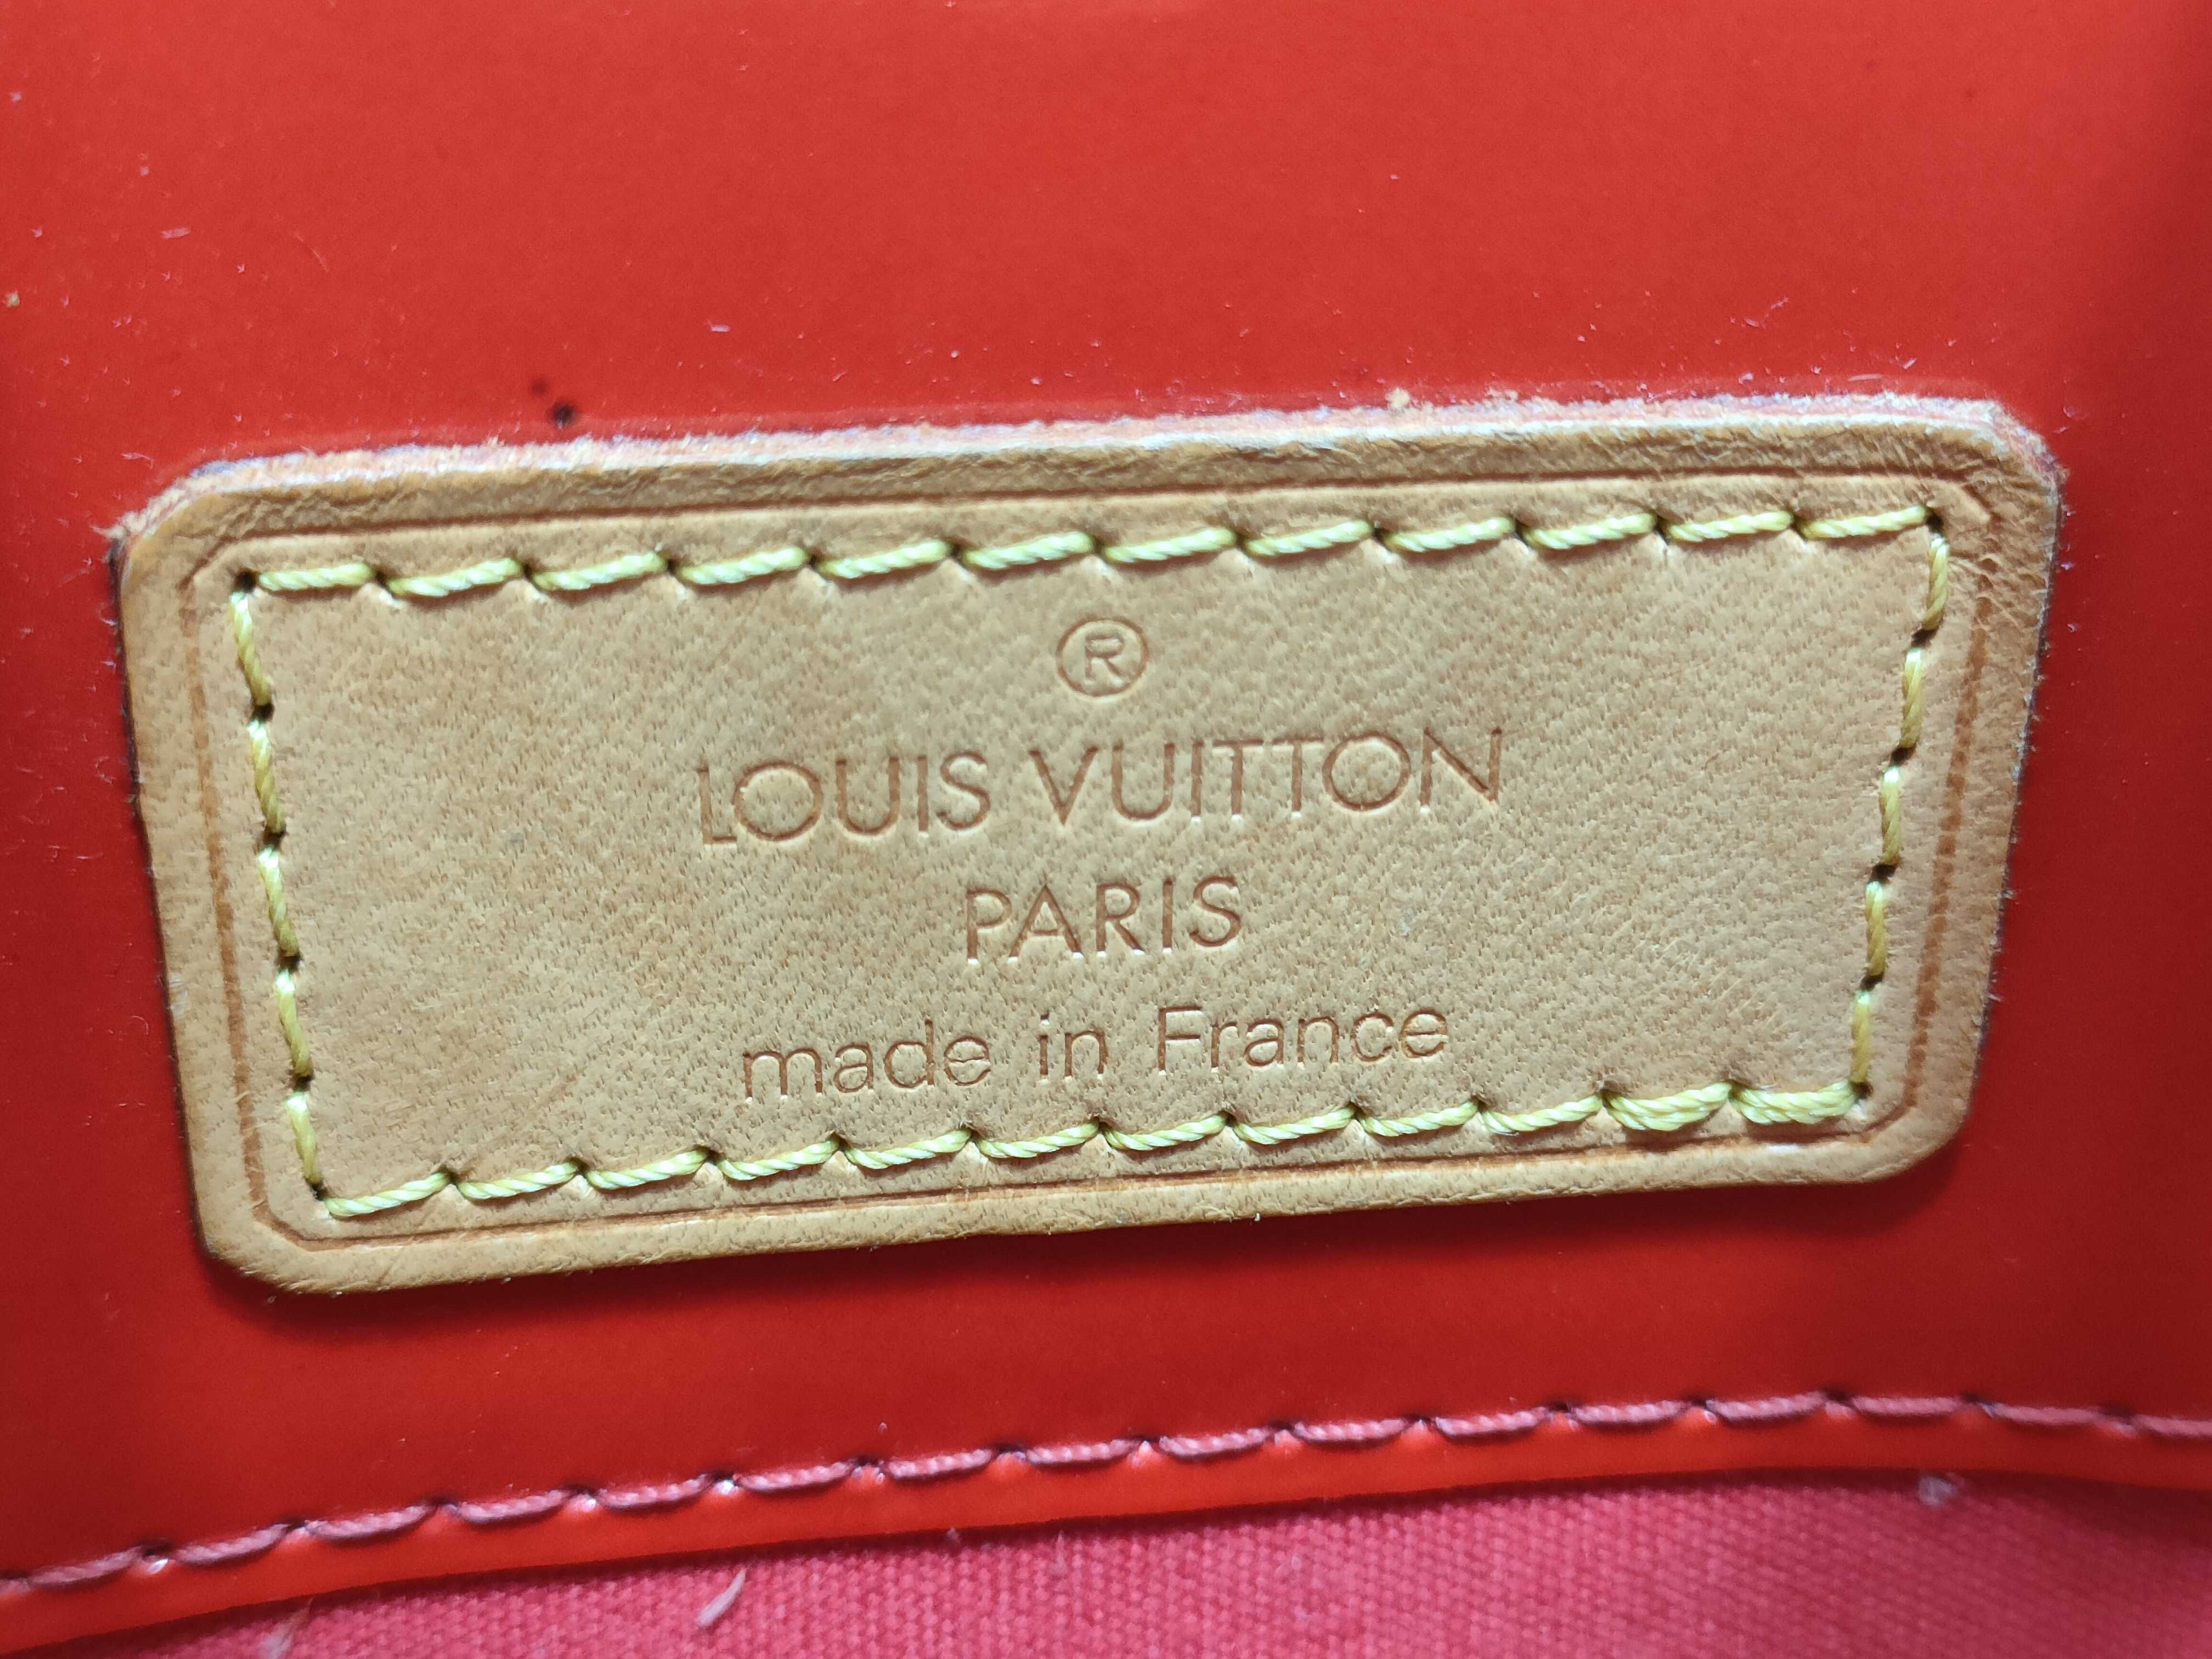 ®
LOUIS VUITTON
PARIS
made in France